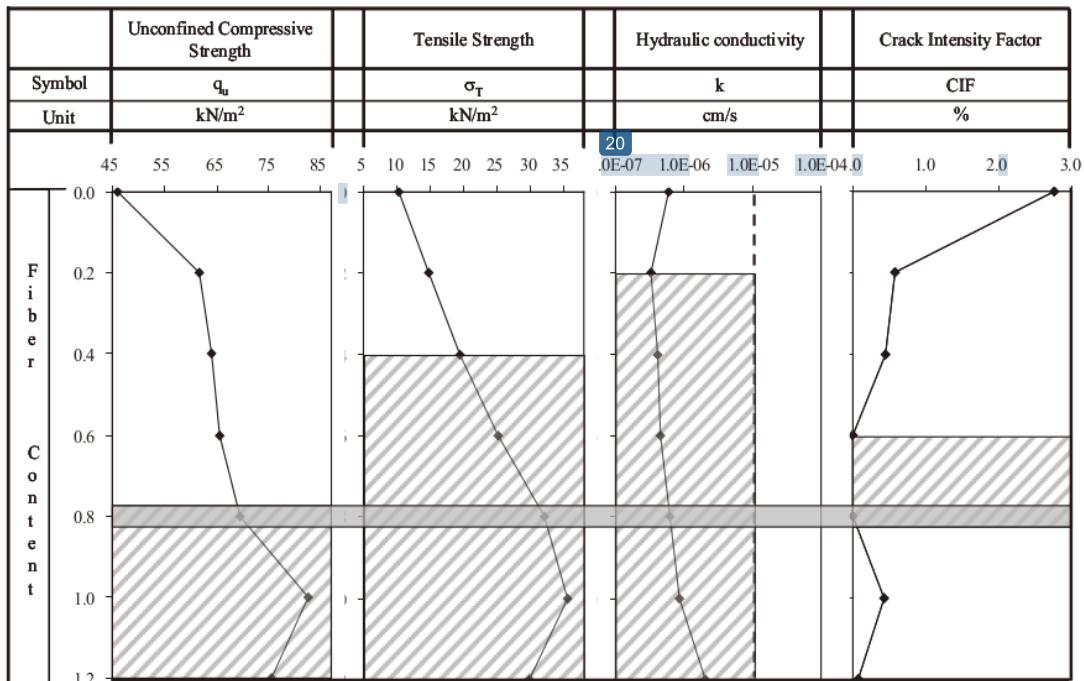 Unconfined Compressive
Strength
Tensile Strength
Hydraulic conductivity
Crack Intensity Factor
Symbol
qu
σT
k
CIF
Unit
kN/m²
kN/m²
cm/s
%
20
45 55 65 75 85
5 10 15 20 25 30 35
.0E-07 1.0E-06 1.0E-05 1.0E-04
.0 1.0 2.0 3.0
Fiber
Content
0.0
0.2
0.4
0.6
0.8
1.0
1.2